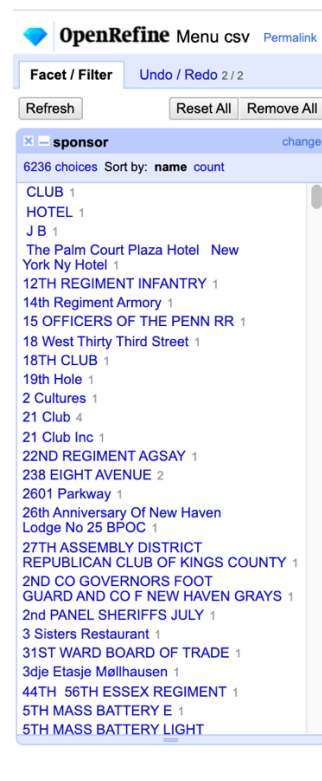 OpenRefine Menu csv Permalink
Facet / Filter Undo / Redo 2 / 2
Refresh Reset All Remove All
sponsor change
6236 choices Sort by: name count
CLUB 1
HOTEL 1
J B 1
The Palm Court Plaza Hotel   New
York Ny Hotel 1
12TH REGIMENT INFANTRY 1
14th Regiment Armory 1
15 OFFICERS OF THE PENN RR 1
18 West Thirty Third Street 1
18TH CLUB 1
19th Hole 1
2 Cultures 1
21 Club 4
21 Club Inc 1
22ND REGIMENT AGSAY 1
238 EIGHT AVENUE 2
2601 Parkway 1
26th Anniversary Of New Haven
Lodge No 25 BPOC 1
27TH ASSEMBLY DISTRICT
REPUBLICAN CLUB OF KINGS COUNTY 1
2ND CO GOVERNORS FOOT
GUARD AND CO F NEW HAVEN GRAYS 1
2nd PANEL SHERIFFS JULY 1
3 Sisters Restaurant 1
31ST WARD BOARD OF TRADE 1
3dje Etasje Møllhausen 1
44TH  56TH ESSEX REGIMENT 1
5TH MASS BATTERY E 1
5TH MASS BATTERY LIGHT